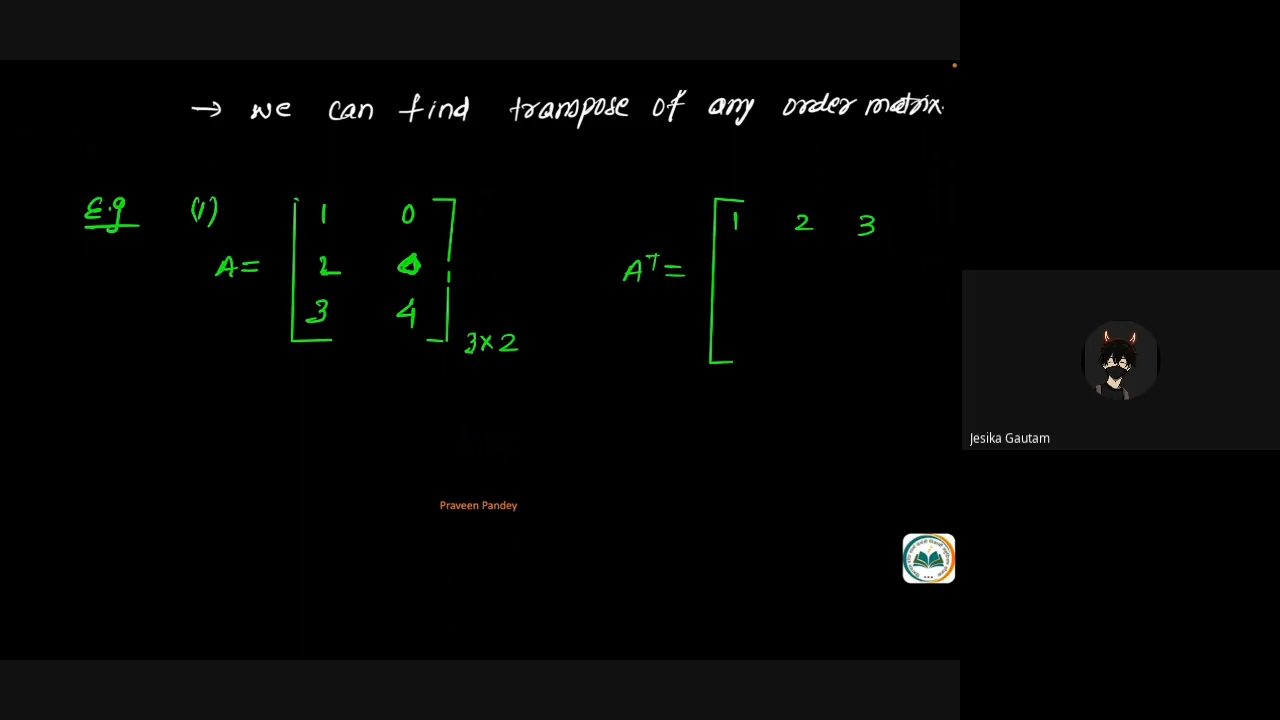 → we can find transpose of any order matrix.
E.g (1)
A = [ 1 0
2
3 4 ] 3×2
Aᵀ = [ 1 2 3
Jesika Gautam
Praveen Pandey